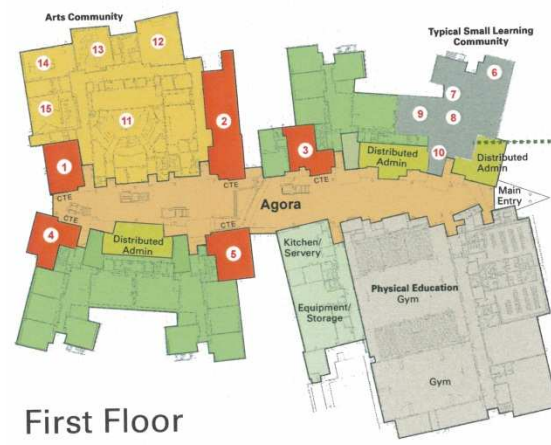 Arts Community
Typical Small Learning
Community
12
13
14
15
11
6
7
8
9
10
1
2
3
4
5
CTE
CTE
CTE
CTE
CTE
Agora
Distributed
Admin
Distributed Admin
Distributed
Admin
Main
Entry
Kitchen/
Servery
Equipment/
Storage
Physical Education
Gym
Gym
First Floor